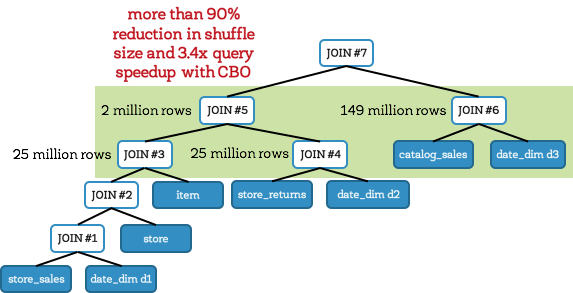 more than 90%
reduction in shuffle
size and 3.4x query
speedup with CBO
JOIN #7
2 million rows
JOIN #5
149 million rows
JOIN #6
25 million rows
JOIN #3
25 million rows
JOIN #4
catalog_sales
date_dim d3
JOIN #2
item
store_returns
date_dim d2
JOIN #1
store
store_sales
date_dim d1